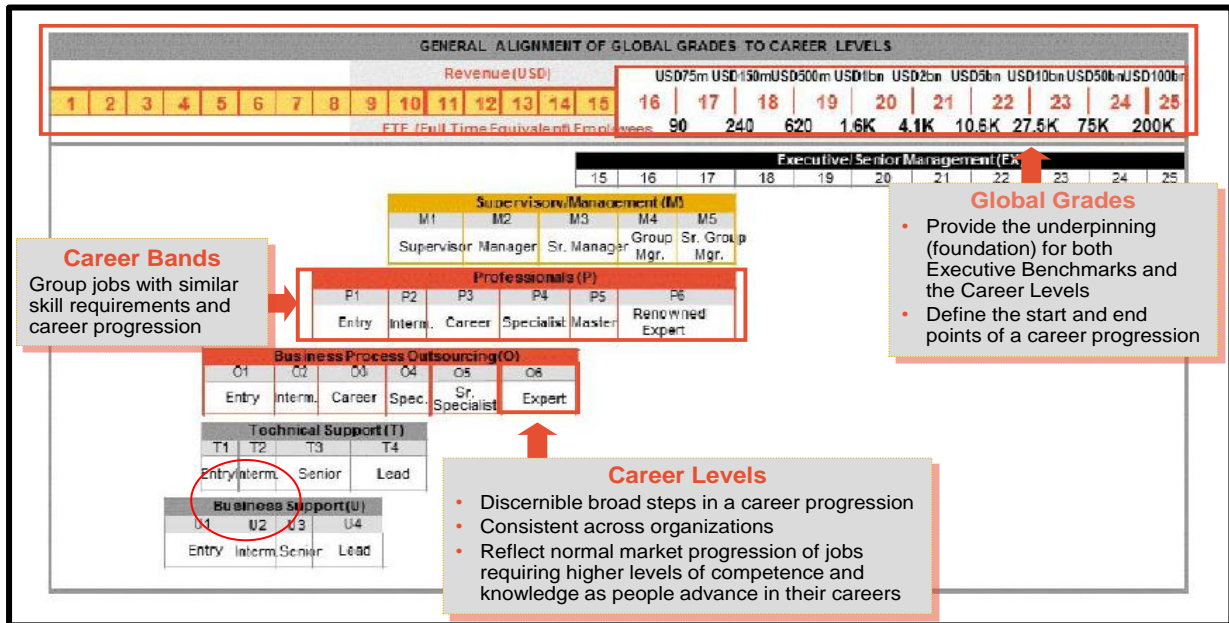 GENERAL ALIGNMENT OF GLOBAL GRADES TO CAREER LEVELS
Revenue (USD) USD75m USD150m USD500m USD1bn USD2bn USD5bn USD10bn USD50bn USD100bn
1 2 3 4 5 6 7 8 9 10 11 12 13 14 15 16 17 18 19 20 21 22 23 24 25
FTE (Full Time Equivalent) Employees 90 240 620 1.6K 4.1K 10.6K 27.5K 75K 200K
Executive/Senior Management (EX
15 16 17 18 19 20 21 22 23 24 25
Supervisory/Management (M)
M1 M2 M3 M4 M5
Supervisor Manager Sr. Manager Group Mgr. Sr. Group Mgr.
Professionals (P)
P1 P2 P3 P4 P5 P6
Entry Interm. Career Specialist Master Renowned Expert
Business Process Outsourcing (O)
O1 O2 O3 O4 O5 O6
Entry Interm. Career Spec. Sr. Specialist Expert
Technical Support (T)
T1 T2 T3 T4
Entry Interm. Senior Lead
Business Support (U)
U1 U2 U3 U4
Entry Interm. Senior Lead
Career Bands
Group jobs with similar
skill requirements and
career progression
Global Grades
• Provide the underpinning
(foundation) for both
Executive Benchmarks and
the Career Levels
• Define the start and end
points of a career progression
Career Levels
• Discernible broad steps in a career progression
• Consistent across organizations
• Reflect normal market progression of jobs
requiring higher levels of competence and
knowledge as people advance in their careers